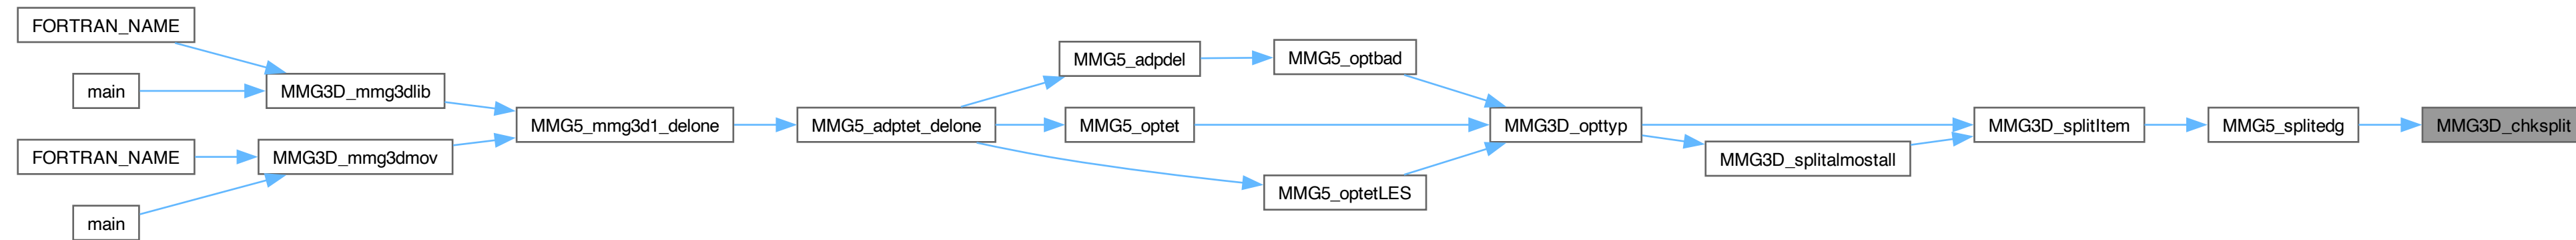 FORTRAN_NAME
main
MMG3D_mmg3dlib
FORTRAN_NAME
MMG3D_mmg3dmov
main
MMG5_mmg3d1_delone
MMG5_adptet_delone
MMG5_adpdel
MMG5_optet
MMG5_optbad
MMG5_optetLES
MMG3D_opttyp
MMG3D_splitalmostall
MMG3D_splitItem
MMG5_splitedg
MMG3D_chksplit